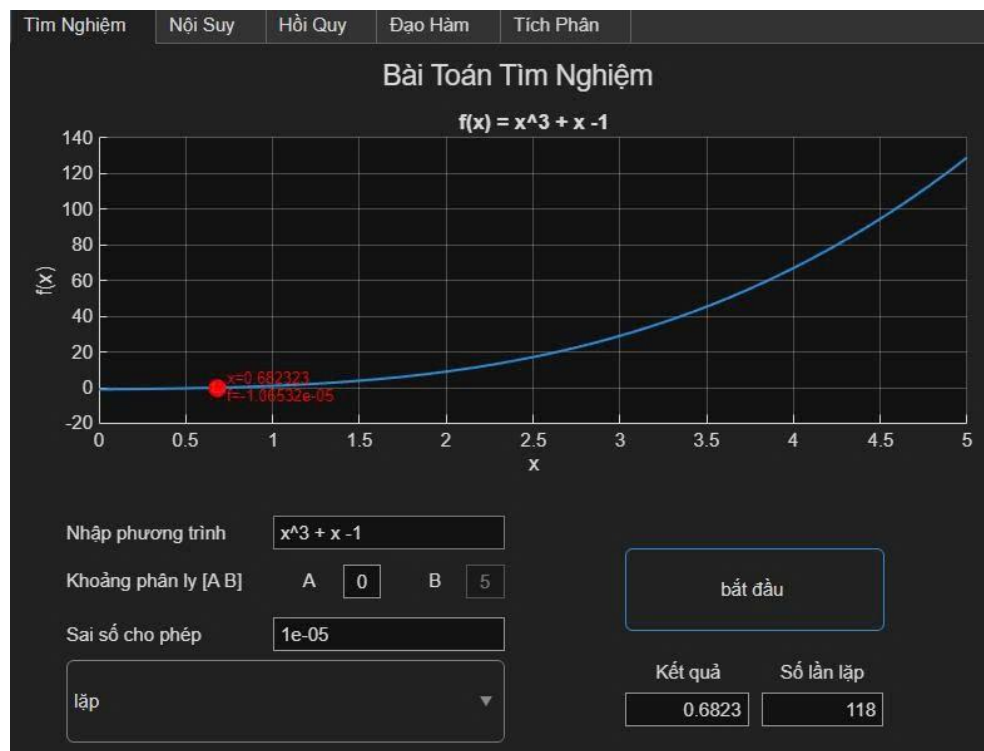 Tìm Nghiệm Nội Suy Hồi Quy Đạo Hàm Tích Phân
Bài Toán Tìm Nghiệm
f(x) = x^3 + x -1
140
120
100
80
60
40
20
0
-20
f(x)
x=0.682323
f=-1.06532e-05
0 0.5 1 1.5 2 2.5 3 3.5 4 4.5 5
x
Nhập phương trình x^3 + x -1
Khoảng phân ly [A B] A 0 B 5
bắt đầu
Sai số cho phép 1e-05
Kết quả Số lần lặp
lặp
0.6823 118